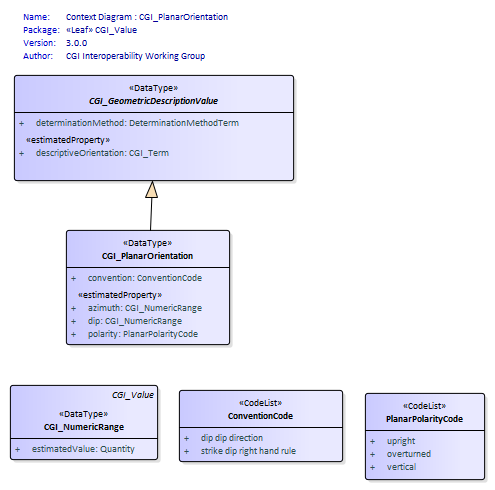 Name: Context Diagram : CGI_PlanarOrientation
Package: «Leaf» CGI_Value
Version: 3.0.0
Author: CGI Interoperability Working Group
«DataType»
CGI_GeometricDescriptionValue
+ determinationMethod: DeterminationMethodTerm
«estimatedProperty»
+ descriptiveOrientation: CGI_Term
«DataType»
CGI_PlanarOrientation
+ convention: ConventionCode
«estimatedProperty»
+ azimuth: CGI_NumericRange
+ dip: CGI_NumericRange
+ polarity: PlanarPolarityCode
CGI_Value
«DataType»
CGI_NumericRange
+ estimatedValue: Quantity
«CodeList»
ConventionCode
+ dip dip direction
+ strike dip right hand rule
«CodeList»
PlanarPolarityCode
+ upright
+ overturned
+ vertical